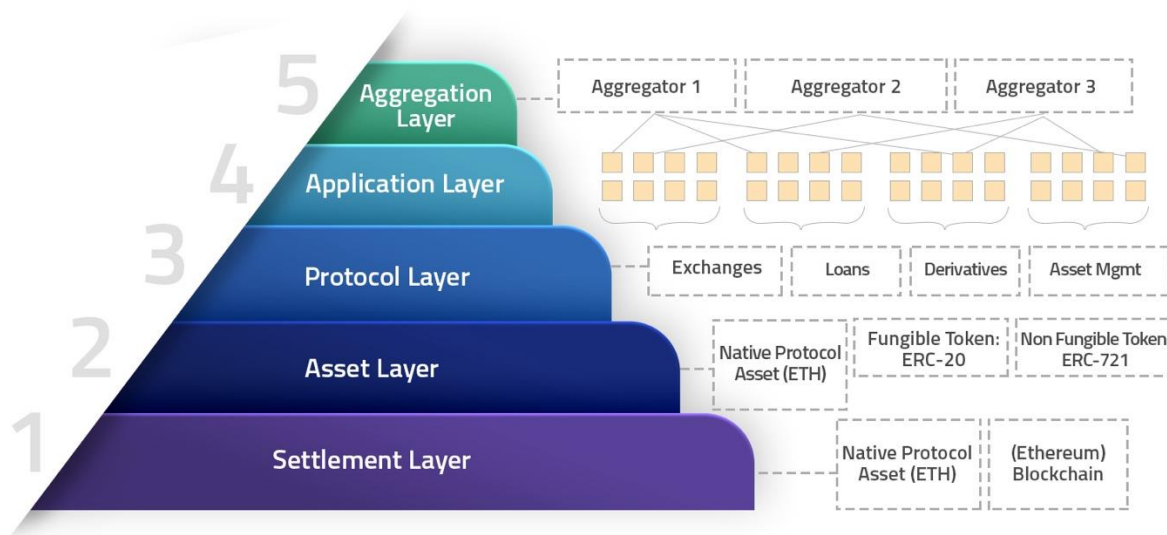 5
Aggregation
Layer
Aggregator 1
Aggregator 2
Aggregator 3
4
Application Layer
3
Protocol Layer
Exchanges
Loans
Derivatives
Asset Mgmt
2
Asset Layer
Native Protocol
Asset (ETH)
Fungible Token:
ERC-20
Non Fungible Token:
ERC-721
1
Settlement Layer
Native Protocol
Asset (ETH)
(Ethereum)
Blockchain